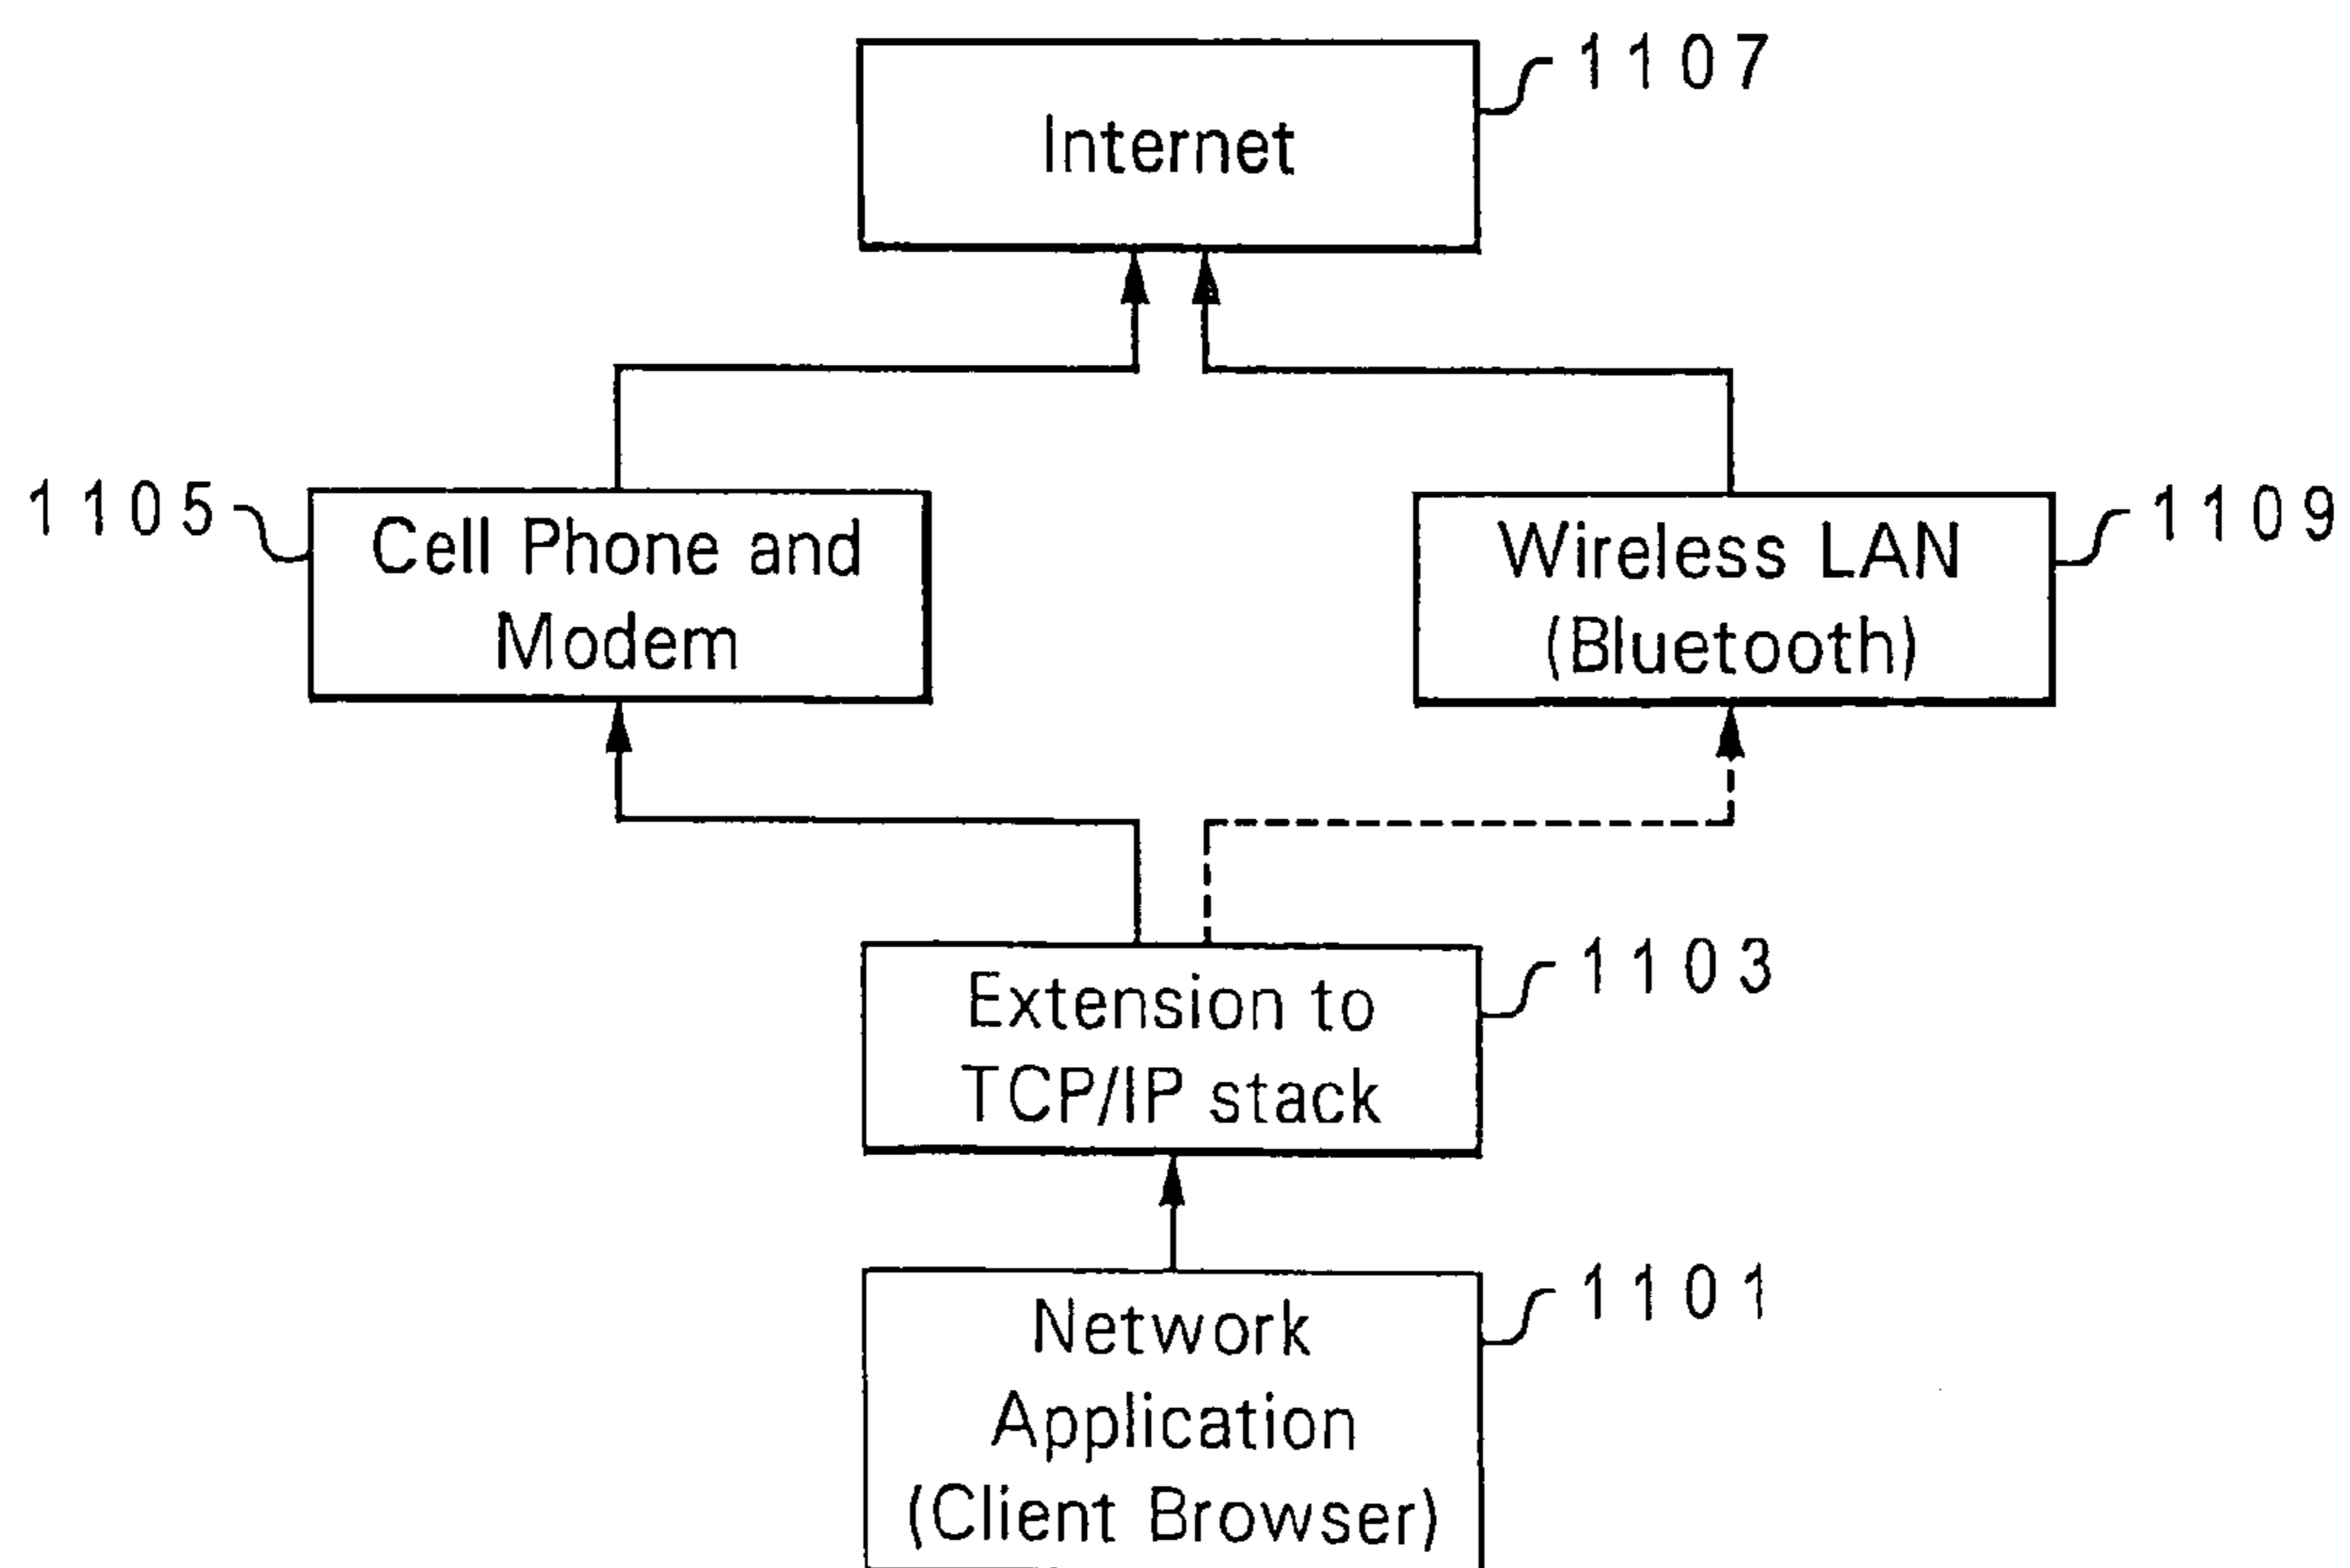 1107
Internet
1105
Cell Phone and
Modem
Wireless LAN
(Bluetooth)
1109
Extension to
TCP/IP stack
1103
Network
Application
(Client Browser)
1101